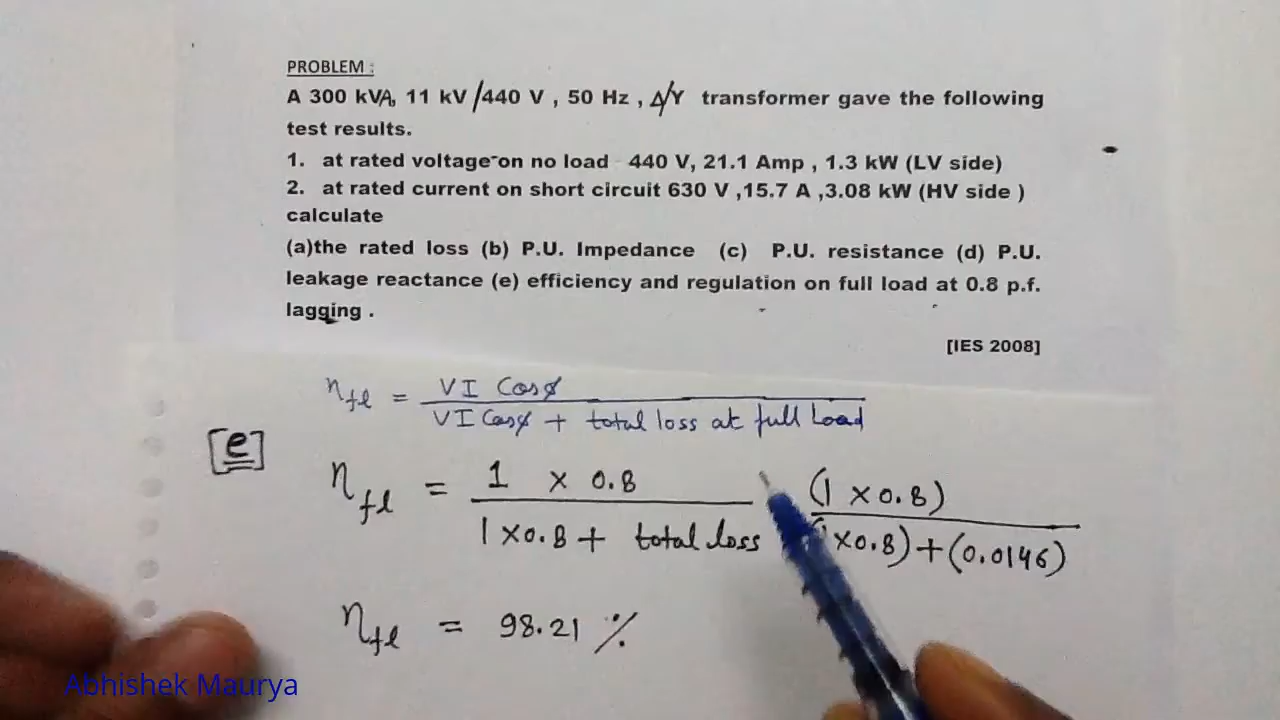 PROBLEM :
A 300 kVA, 11 kV/440 V , 50 Hz , Δ/Y transformer gave the following
test results.
1. at rated voltage on no load 440 V, 21.1 Amp , 1.3 kW (LV side)
2. at rated current on short circuit 630 V ,15.7 A ,3.08 kW (HV side )
calculate
(a)the rated loss (b) P.U. Impedance (c) P.U. resistance (d) P.U.
leakage reactance (e) efficiency and regulation on full load at 0.8 p.f.
lagging .
[IES 2008]
ηfl = VI Cosφ
VI Cosφ + total loss at full load
[e]
ηfl = 1 × 0.8 (1 × 0.8)
1×0.8 + total loss ×0.8) + (0.0146)
ηfl = 98.21 %
Abhishek Maurya